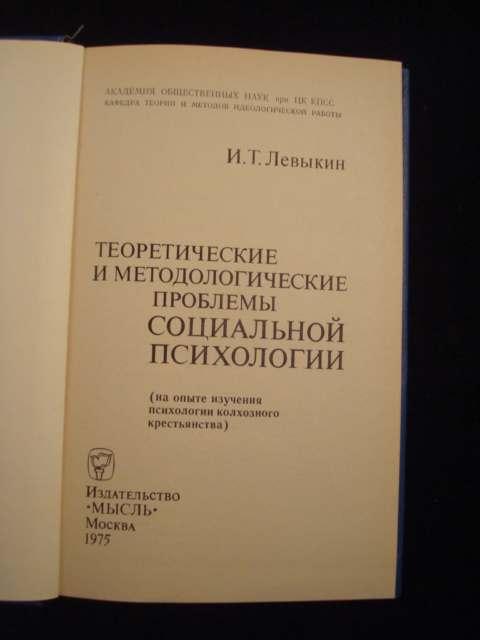 АКАДЕМИЯ ОБЩЕСТВЕННЫХ НАУК при ЦК КПСС
КАФЕДРА ТЕОРИИ И МЕТОДОВ ИДЕОЛОГИЧЕСКОЙ РАБОТЫ
И. Т. Левыкин
ТЕОРЕТИЧЕСКИЕ
И МЕТОДОЛОГИЧЕСКИЕ
ПРОБЛЕМЫ
СОЦИАЛЬНОЙ
ПСИХОЛОГИИ
(на опыте изучения
психологии колхозного
крестьянства)
Издательство
«МЫСЛЬ»
Москва
1975